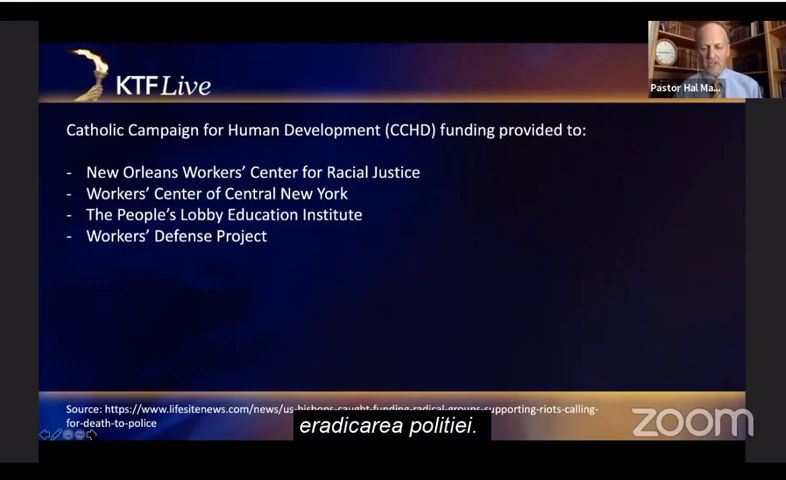 KTF Live
Pastor Hal Ma...
Catholic Campaign for Human Development (CCHD) funding provided to:
- New Orleans Workers' Center for Racial Justice
- Workers' Center of Central New York
- The People's Lobby Education Institute
- Workers' Defense Project
Source: https://www.lifesitenews.com/news/us-bishops-caught-funding-radical-groups-supporting-riots-calling-
for-death-to-police
eradicarea politiei.
zoom